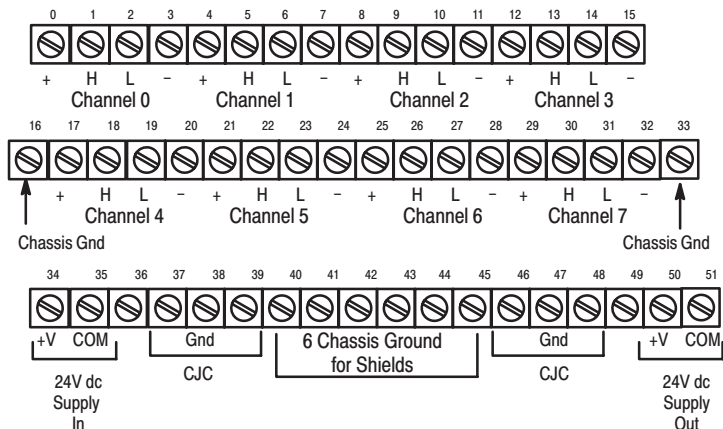 0 1 2 3 4 5 6 7 8 9 10 11 12 13 14 15
+ H L – + H L – + H L – + H L –
Channel 0 Channel 1 Channel 2 Channel 3
16 17 18 19 20 21 22 23 24 25 26 27 28 29 30 31 32 33
+ H L – + H L – + H L – + H L –
Channel 4 Channel 5 Channel 6 Channel 7
Chassis Gnd Chassis Gnd
34 35 36 37 38 39 40 41 42 43 44 45 46 47 48 49 50 51
+V COM Gnd 6 Chassis Ground Gnd +V COM
for Shields
CJC CJC
24V dc 24V dc
Supply Supply
In Out